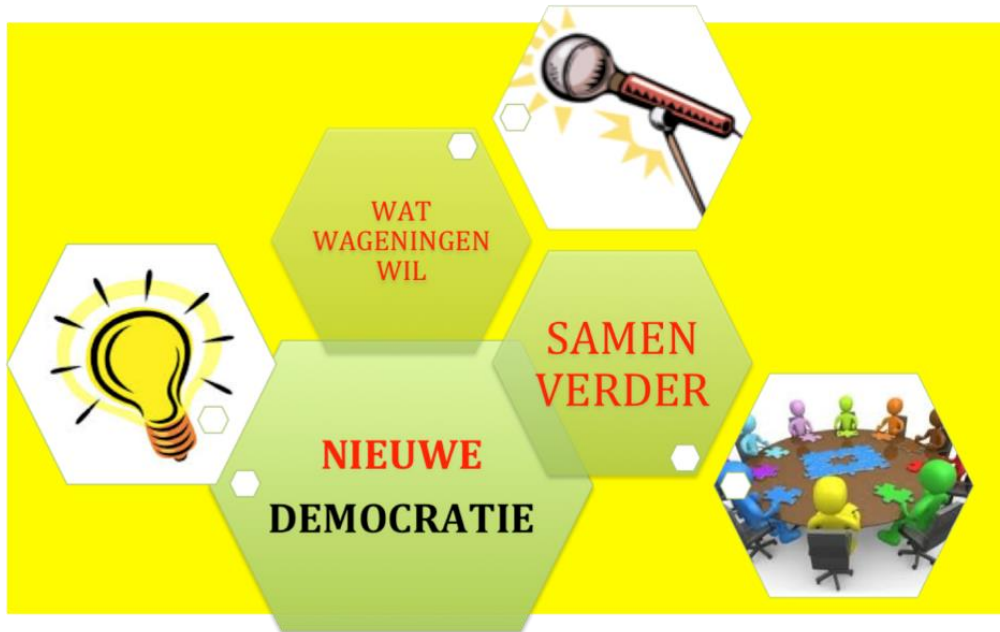 WAT
WAGENINGEN
WIL
SAMEN
VERDER
NIEUWE
DEMOCRATIE